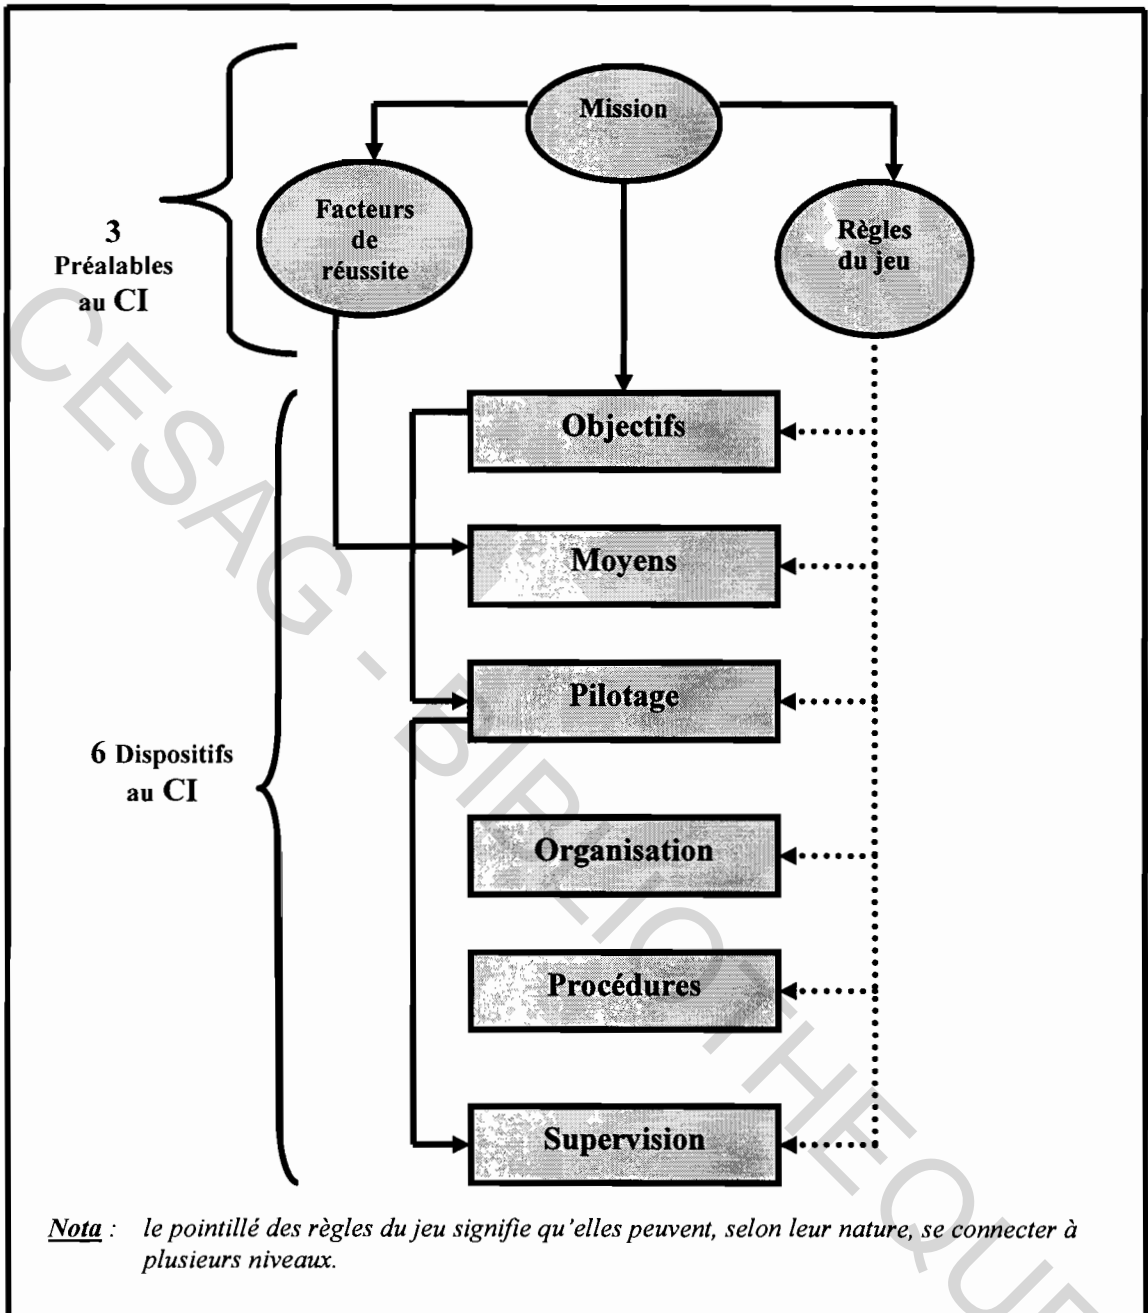 Mission
Facteurs
de
réussite
Règles
du jeu
3
Préalables
au CI
Objectifs
Moyens
Pilotage
6 Dispositifs
au CI
Organisation
Procédures
Supervision
Nota : le pointillé des règles du jeu signifie qu'elles peuvent, selon leur nature, se connecter à
plusieurs niveaux.
CESAG - BIBLIOTHEQUE